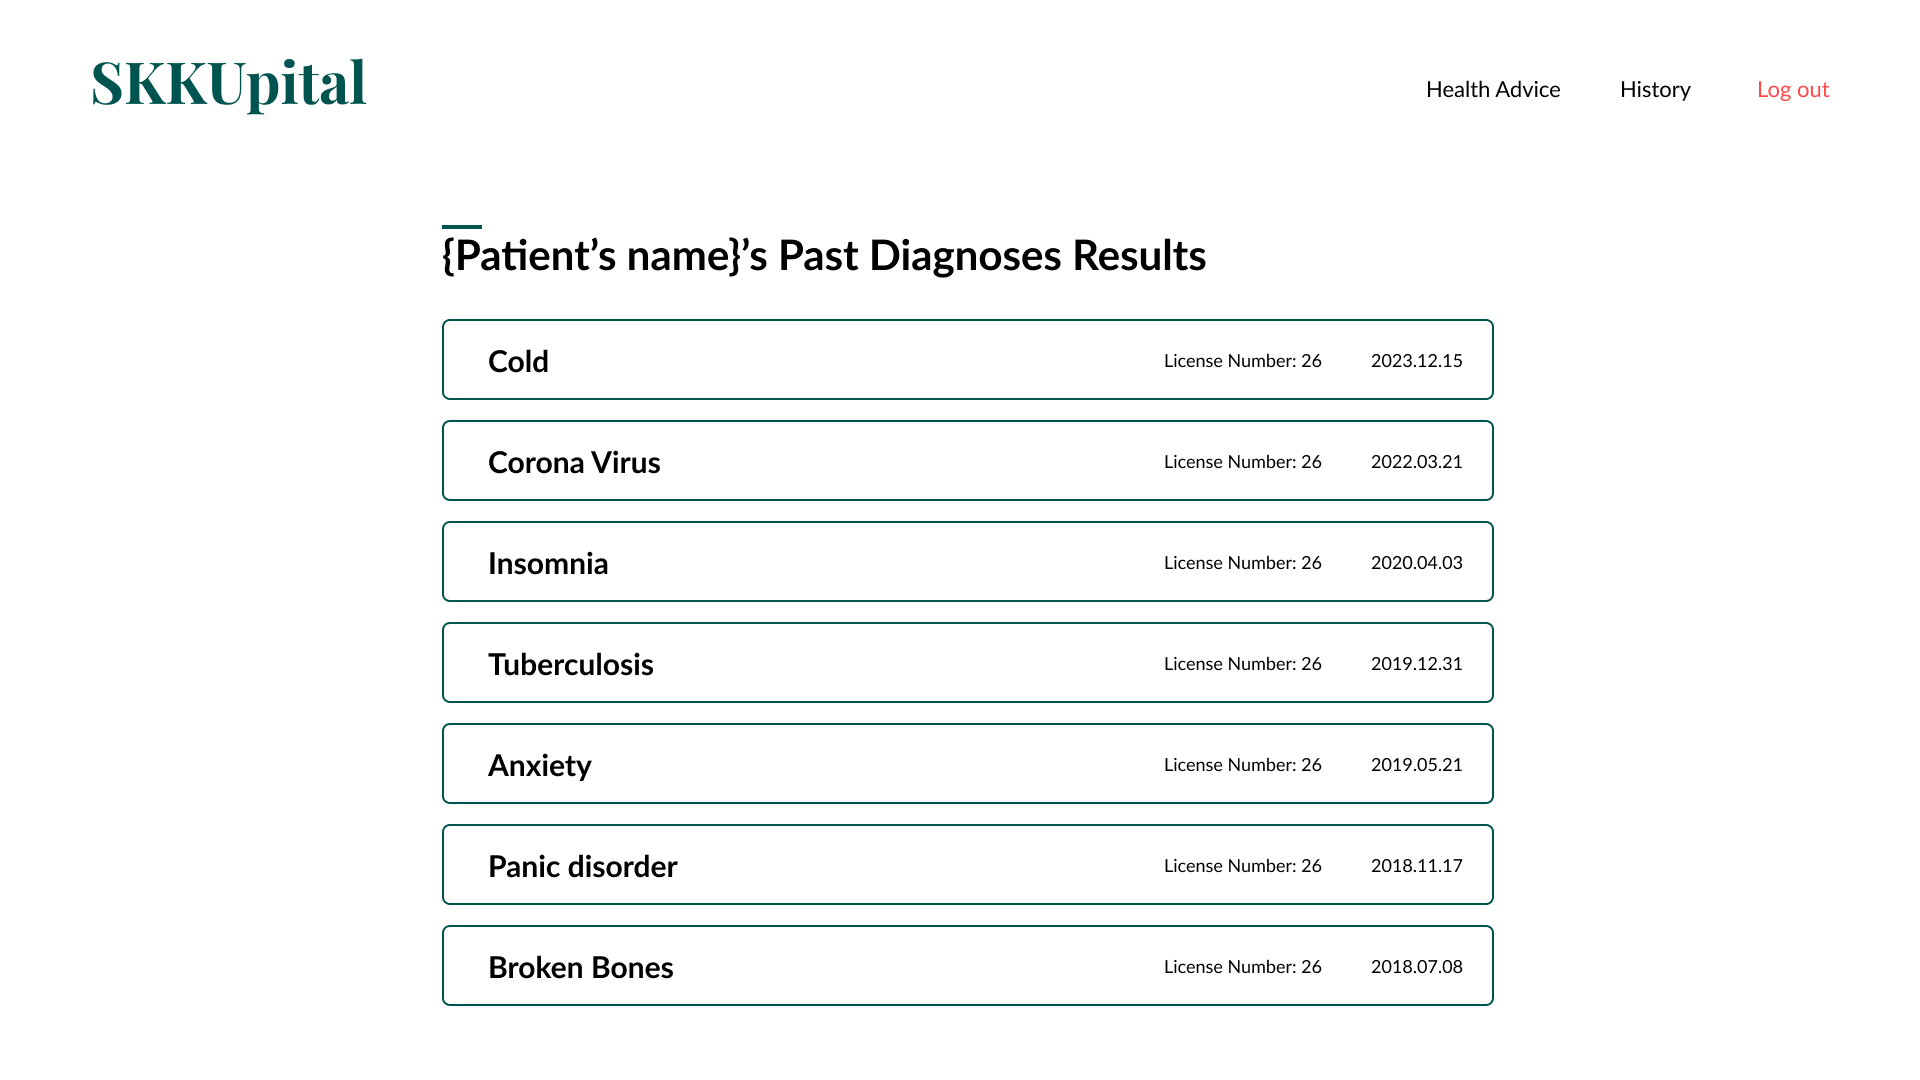 SKKUpital
Health Advice History Log out
{Patient’s name}’s Past Diagnoses Results
Cold License Number: 26 2023.12.15
Corona Virus License Number: 26 2022.03.21
Insomnia License Number: 26 2020.04.03
Tuberculosis License Number: 26 2019.12.31
Anxiety License Number: 26 2019.05.21
Panic disorder License Number: 26 2018.11.17
Broken Bones License Number: 26 2018.07.08